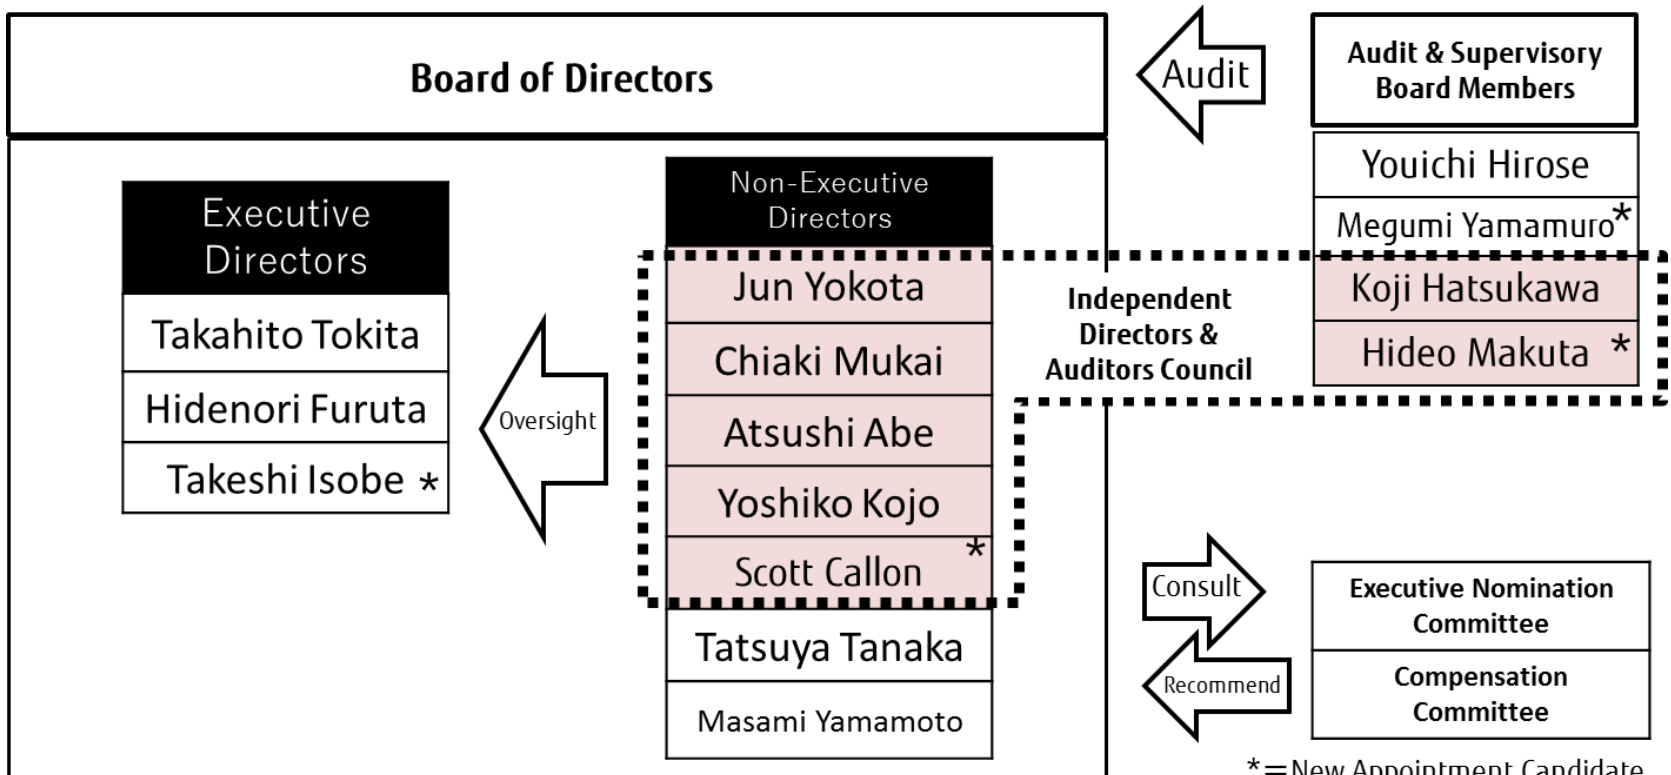 Board of Directors
Audit
Audit & Supervisory
Board Members
Executive
Directors
Takahito Tokita
Hidenori Furuta
Takeshi Isobe *
Oversight
Non-Executive
Directors
Jun Yokota
Chiaki Mukai
Atsushi Abe
Yoshiko Kojo
Scott Callon *
Tatsuya Tanaka
Masami Yamamoto
Independent
Directors &
Auditors Council
Youichi Hirose
Megumi Yamamuro*
Koji Hatsukawa
Hideo Makuta *
Consult
Recommend
Executive Nomination
Committee
Compensation
Committee
*=New Appointment Candidate